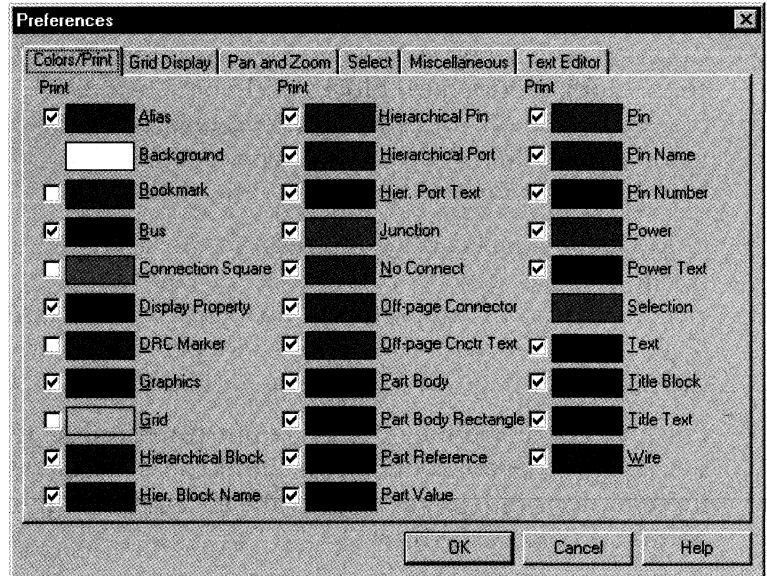 Preferences
Colors/Print Grid Display Pan and Zoom Select Miscellaneous Text Editor
Print Print Print
Alias Hierarchical Pin Pin
Background Hierarchical Port Pin Name
Bookmark Hier. Port Text Pin Number
Bus Junction Power
Connection Square No Connect Power Text
Display Property Off-page Connector Selection
DRC Marker Off-page Cnctr Text Text
Graphics Part Body Title Block
Grid Part Body Rectangle Title Text
Hierarchical Block Part Reference Wire
Hier. Block Name Part Value
OK Cancel Help